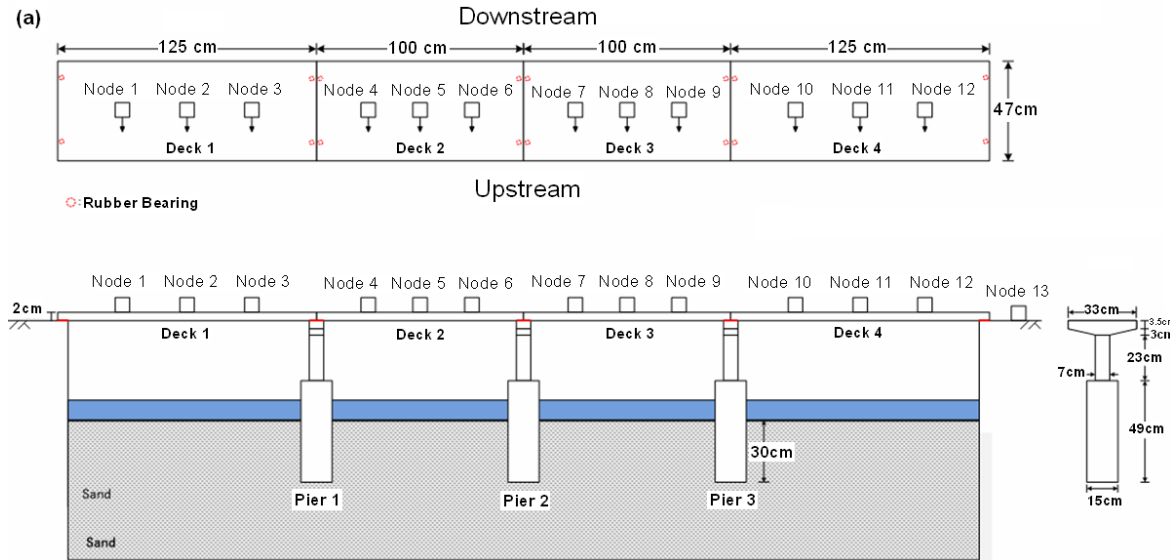 (a)
Downstream
125 cm 100 cm 100 cm 125 cm
Node 1 Node 2 Node 3 Node 4 Node 5 Node 6 Node 7 Node 8 Node 9 Node 10 Node 11 Node 12
47cm
Deck 1 Deck 2 Deck 3 Deck 4
Upstream
:Rubber Bearing
Node 1 Node 2 Node 3 Node 4 Node 5 Node 6 Node 7 Node 8 Node 9 Node 10 Node 11 Node 12 Node 13
2cm
Deck 1 Deck 2 Deck 3 Deck 4
33cm
3.5cm
3cm
23cm
7cm
49cm
30cm
Sand
Pier 1 Pier 2 Pier 3
15cm
Sand